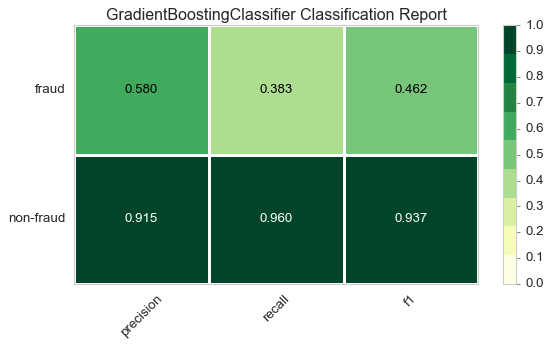 GradientBoostingClassifier Classification Report
fraud
0.580 0.383 0.462
non-fraud
0.915 0.960 0.937
precision
recall
f1
1.0
0.9
0.8
0.7
0.6
0.5
0.4
0.3
0.2
0.1
0.0